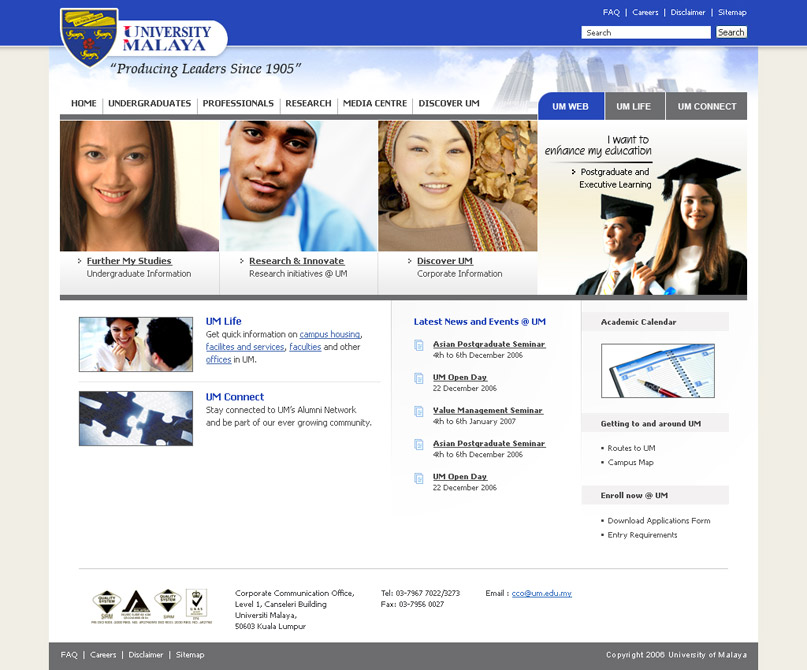 FAQ | Careers | Disclaimer | Sitemap
Search Search
UNIVERSITY
MALAYA
“Producing Leaders Since 1905”
HOME UNDERGRADUATES PROFESSIONALS RESEARCH MEDIA CENTRE DISCOVER UM
UM WEB UM LIFE UM CONNECT
I want to
enhance my education
Postgraduate and
Executive Learning
Further My Studies
Undergraduate Information
Research & Innovate
Research initiatives @ UM
Discover UM
Corporate Information
UM Life
Get quick information on campus housing,
facilites and services, faculties and other
offices in UM.
UM Connect
Stay connected to UM's Alumni Network
and be part of our ever growing community.
Latest News and Events @ UM
Asian Postgraduate Seminar
4th to 6th December 2006
UM Open Day
22 December 2006
Value Management Seminar
4th to 6th January 2007
Asian Postgraduate Seminar
4th to 6th December 2006
UM Open Day
22 December 2006
Academic Calendar
Getting to and around UM
Routes to UM
Campus Map
Enroll now @ UM
Download Applications Form
Entry Requirements
Corporate Communication Office,
Level 1, Canseleri Building
Universiti Malaya,
50603 Kuala Lumpur
Tel: 03-7967 7022/3273
Fax: 03-7956 0027
Email : cco@um.edu.my
FAQ | Careers | Disclaimer | Sitemap
Copyright 2006 University of Malaya